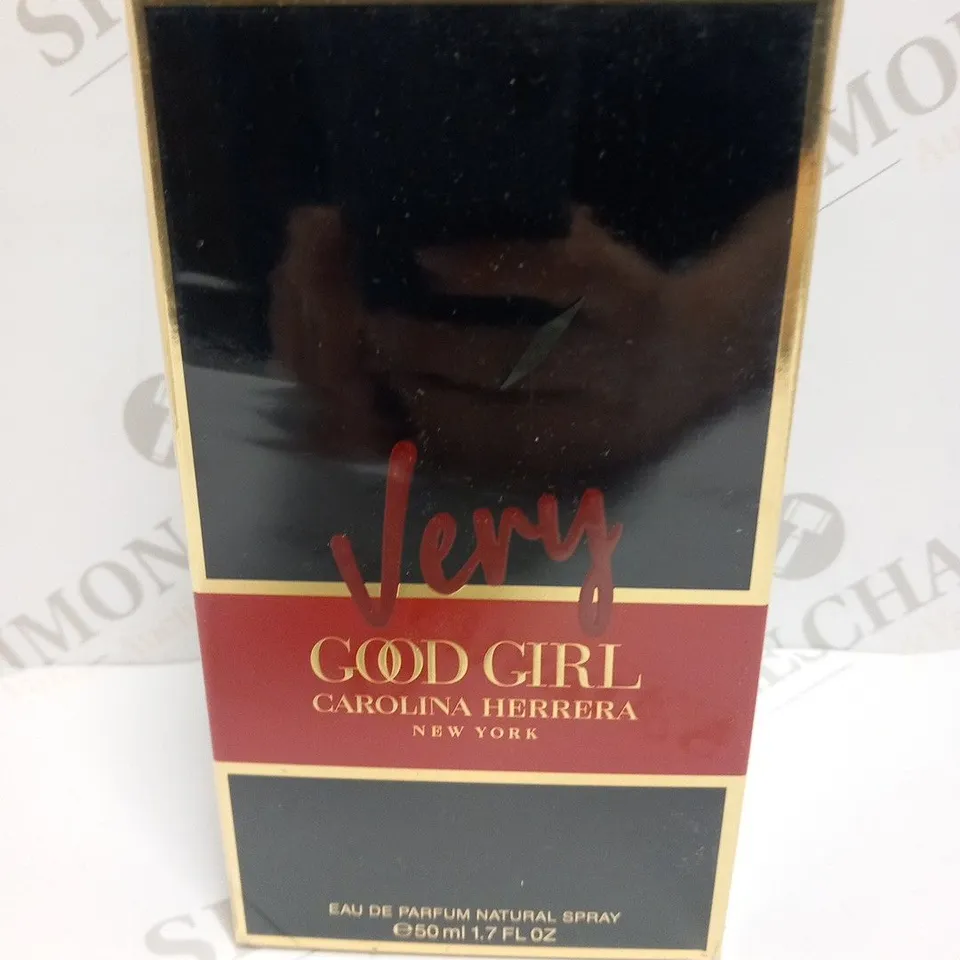 Very
GOOD GIRL
CAROLINA HERRERA
NEW YORK
EAU DE PARFUM NATURAL SPRAY
℮50 ml 1.7 FL OZ